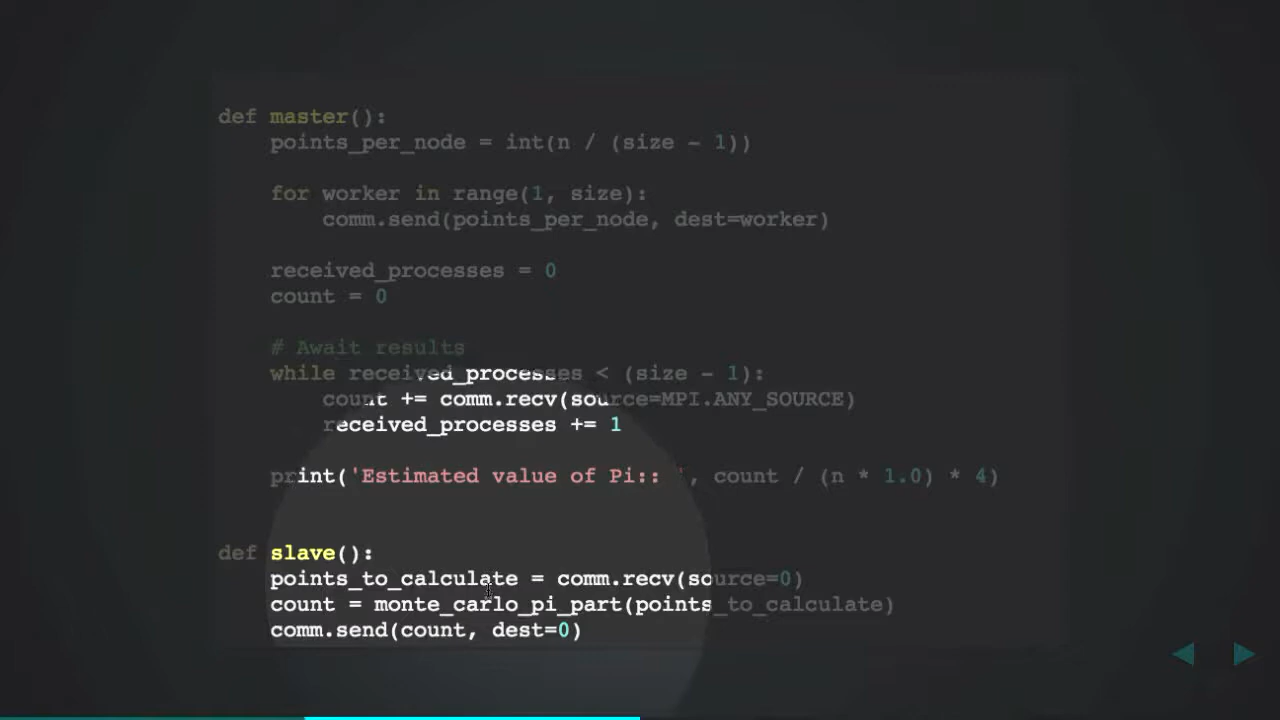 def master():
    points_per_node = int(n / (size - 1))
    for worker in range(1, size):
        comm.send(points_per_node, dest=worker)
    received_processes = 0
    count = 0
    # Await results
    while received_processes < (size - 1):
        count += comm.recv(source=MPI.ANY_SOURCE)
        received_processes += 1
    print('Estimated value of Pi:: ', count / (n * 1.0) * 4)
def slave():
    points_to_calculate = comm.recv(source=0)
    count = monte_carlo_pi_part(points_to_calculate)
    comm.send(count, dest=0)